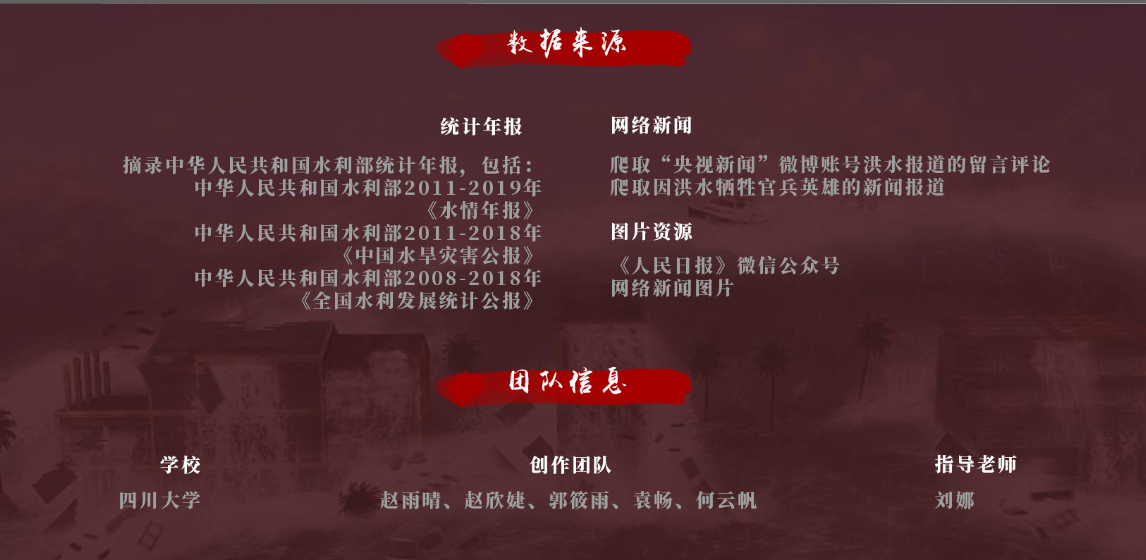 数据来源
统计年报
摘录中华人民共和国水利部统计年报，包括：
中华人民共和国水利部2011-2019年
《水情年报》
中华人民共和国水利部2011-2018年
《中国水旱灾害公报》
中华人民共和国水利部2008-2018年
《全国水利发展统计公报》
网络新闻
爬取“央视新闻”微博账号洪水报道的留言评论
爬取因洪水牺牲官兵英雄的新闻报道
图片资源
《人民日报》微信公众号
网络新闻图片
团队信息
学校
四川大学
创作团队
赵雨晴、赵欣婕、郭筱雨、袁畅、何云帆
指导老师
刘娜